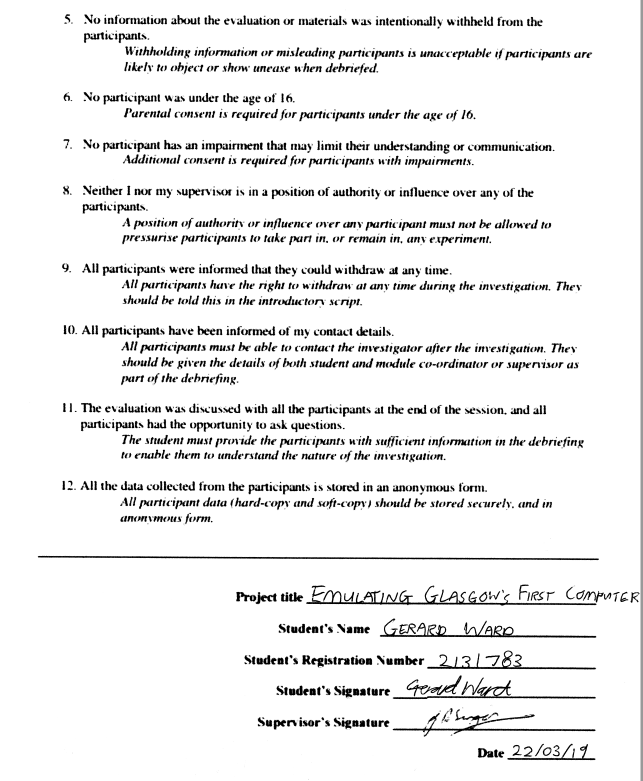 5. No information about the evaluation or materials was intentionally withheld from the
participants.
Withholding information or misleading participants is unacceptable if participants are
likely to object or show unease when debriefed.
6. No participant was under the age of 16.
Parental consent is required for participants under the age of 16.
7. No participant has an impairment that may limit their understanding or communication.
Additional consent is required for participants with impairments.
8. Neither I nor my supervisor is in a position of authority or influence over any of the
participants.
A position of authority or influence over any participant must not be allowed to
pressurise participants to take part in, or remain in, any experiment.
9. All participants were informed that they could withdraw at any time.
All participants have the right to withdraw at any time during the investigation. They
should be told this in the introductory script.
10. All participants have been informed of my contact details.
All participants must be able to contact the investigator after the investigation. They
should be given the details of both student and module co-ordinator or supervisor as
part of the debriefing.
11. The evaluation was discussed with all the participants at the end of the session, and all
participants had the opportunity to ask questions.
The student must provide the participants with sufficient information in the debriefing
to enable them to understand the nature of the investigation.
12. All the data collected from the participants is stored in an anonymous form.
All participant data (hard-copy and soft-copy) should be stored securely, and in
anonymous form.
Project title EMULATING GLASGOW'S FIRST COMPUTER
Student's Name GERARD WARD
Student's Registration Number 2131783
Student's Signature Gerard Ward
Supervisor's Signature
Date 22/03/19